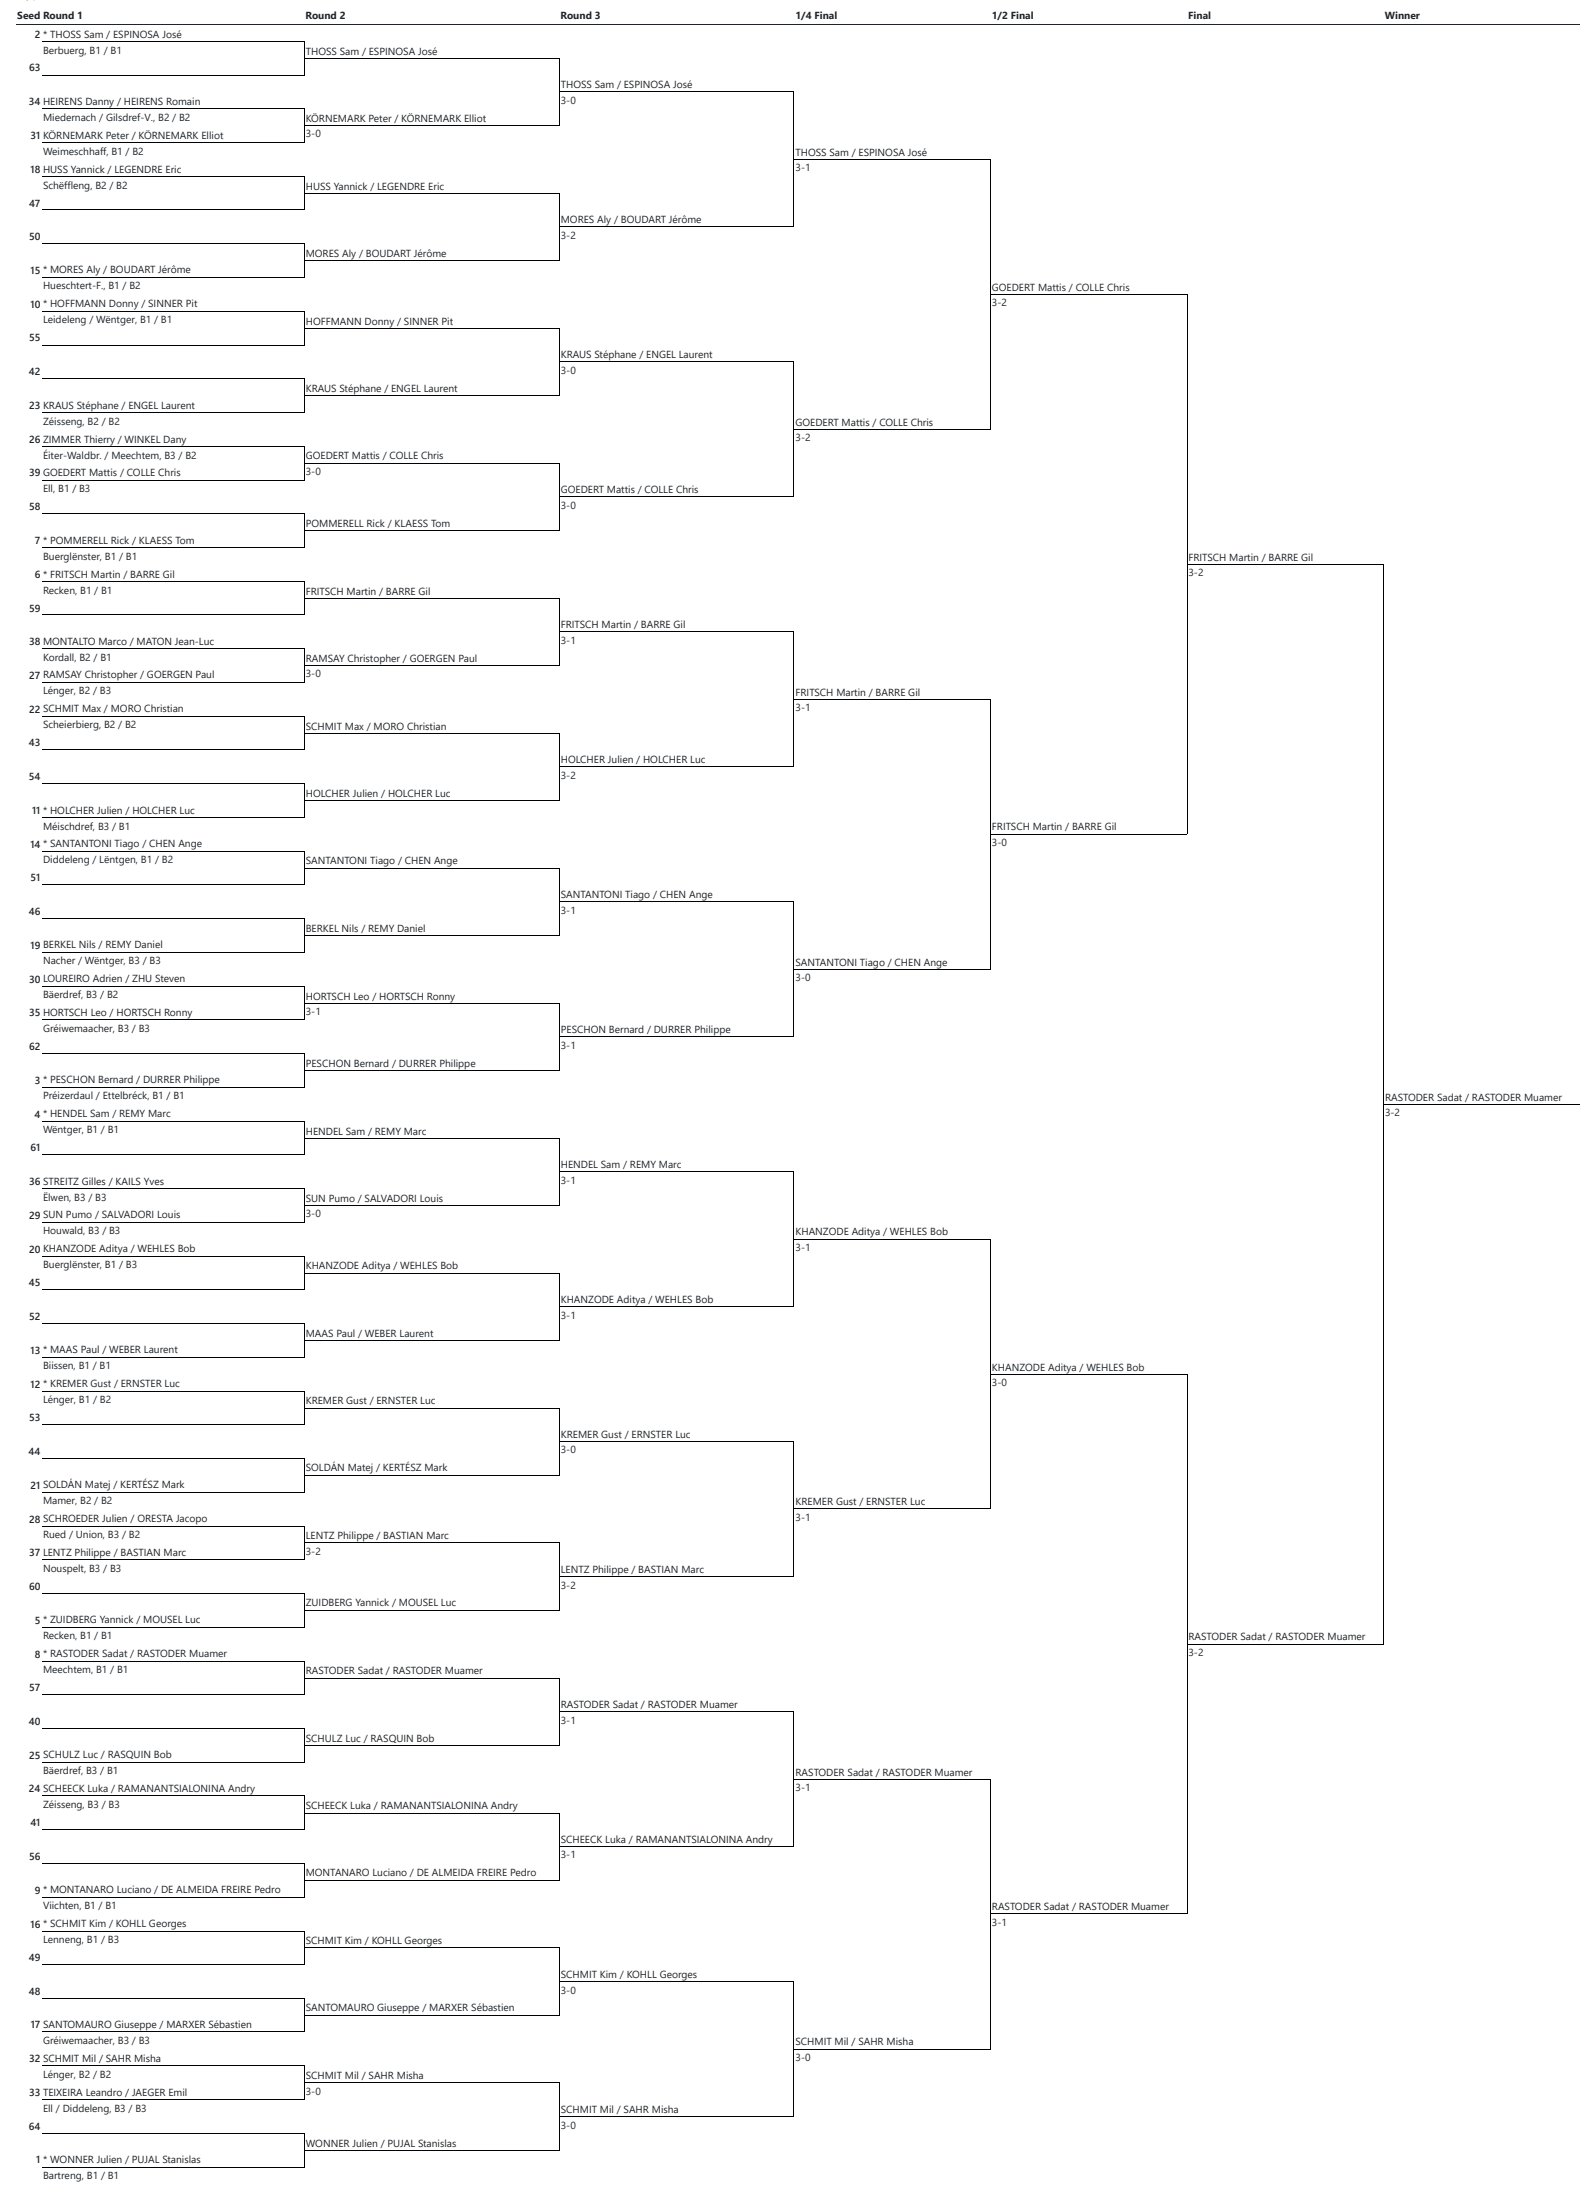 Seed Round 1 Round 2 Round 3 1/4 Final 1/2 Final Final Winner
2 * THOSS Sam / ESPINOSA José
Berbuerg, B1 / B1 THOSS Sam / ESPINOSA José
63
THOSS Sam / ESPINOSA José
34 HEIRENS Danny / HEIRENS Romain 3-0
Miedernach / Gilsdref-V., B2 / B2 KÖRNEMARK Peter / KÖRNEMARK Elliot
31 KÖRNEMARK Peter / KÖRNEMARK Elliot 3-0
Weimeschhaff, B1 / B2 THOSS Sam / ESPINOSA José
18 HUSS Yannick / LEGENDRE Eric 3-1
Schëffleng, B2 / B2 HUSS Yannick / LEGENDRE Eric
47
MORES Aly / BOUDART Jérôme
50 3-2
MORES Aly / BOUDART Jérôme
15 * MORES Aly / BOUDART Jérôme
Hueschtert-F., B1 / B2 GOEDERT Mattis / COLLE Chris
10 * HOFFMANN Donny / SINNER Pit 3-2
Leideleng / Wëntger, B1 / B1 HOFFMANN Donny / SINNER Pit
55
KRAUS Stéphane / ENGEL Laurent
42 3-0
KRAUS Stéphane / ENGEL Laurent
23 KRAUS Stéphane / ENGEL Laurent
Zéisseng, B2 / B2 GOEDERT Mattis / COLLE Chris
26 ZIMMER Thierry / WINKEL Dany 3-2
Éiter-Waldbr. / Meechtem, B3 / B2 GOEDERT Mattis / COLLE Chris
39 GOEDERT Mattis / COLLE Chris 3-0
Ell, B1 / B3 GOEDERT Mattis / COLLE Chris
58 3-0
POMMERELL Rick / KLAESS Tom
7 * POMMERELL Rick / KLAESS Tom
Buerglënster, B1 / B1 FRITSCH Martin / BARRE Gil
6 * FRITSCH Martin / BARRE Gil 3-2
Recken, B1 / B1 FRITSCH Martin / BARRE Gil
59
FRITSCH Martin / BARRE Gil
38 MONTALTO Marco / MATON Jean-Luc 3-1
Kordall, B2 / B1 RAMSAY Christopher / GOERGEN Paul
27 RAMSAY Christopher / GOERGEN Paul 3-0
Lénger, B2 / B3 FRITSCH Martin / BARRE Gil
22 SCHMIT Max / MORO Christian 3-1
Scheierbierg, B2 / B2 SCHMIT Max / MORO Christian
43
HOLCHER Julien / HOLCHER Luc
54 3-2
HOLCHER Julien / HOLCHER Luc
11 * HOLCHER Julien / HOLCHER Luc
Méischdref, B3 / B1 FRITSCH Martin / BARRE Gil
14 * SANTANTONI Tiago / CHEN Ange 3-0
Diddeleng / Lëntgen, B1 / B2 SANTANTONI Tiago / CHEN Ange
51
SANTANTONI Tiago / CHEN Ange
46 3-1
BERKEL Nils / REMY Daniel
19 BERKEL Nils / REMY Daniel
Nacher / Wëntger, B3 / B3 SANTANTONI Tiago / CHEN Ange
30 LOUREIRO Adrien / ZHU Steven 3-0
Bäerdref, B3 / B2 HORTSCH Leo / HORTSCH Ronny
35 HORTSCH Leo / HORTSCH Ronny 3-1
Gréiwemaacher, B3 / B3 PESCHON Bernard / DURRER Philippe
62 3-1
PESCHON Bernard / DURRER Philippe
3 * PESCHON Bernard / DURRER Philippe
Préizerdaul / Ettelbréck, B1 / B1 RASTODER Sadat / RASTODER Muamer
4 * HENDEL Sam / REMY Marc 3-2
Wëntger, B1 / B1 HENDEL Sam / REMY Marc
61
HENDEL Sam / REMY Marc
36 STREITZ Gilles / KAILS Yves 3-1
Ëlwen, B3 / B3 SUN Pumo / SALVADORI Louis
29 SUN Pumo / SALVADORI Louis 3-0
Houwald, B3 / B3 KHANZODE Aditya / WEHLES Bob
20 KHANZODE Aditya / WEHLES Bob 3-1
Buerglënster, B1 / B3 KHANZODE Aditya / WEHLES Bob
45
KHANZODE Aditya / WEHLES Bob
52 3-1
MAAS Paul / WEBER Laurent
13 * MAAS Paul / WEBER Laurent
Biissen, B1 / B1 KHANZODE Aditya / WEHLES Bob
12 * KREMER Gust / ERNSTER Luc 3-0
Lénger, B1 / B2 KREMER Gust / ERNSTER Luc
53
KREMER Gust / ERNSTER Luc
44 3-0
SOLDÁN Matej / KERTÉSZ Mark
21 SOLDÁN Matej / KERTÉSZ Mark
Mamer, B2 / B2 KREMER Gust / ERNSTER Luc
28 SCHROEDER Julien / ORESTA Jacopo 3-1
Rued / Union, B3 / B2 LENTZ Philippe / BASTIAN Marc
37 LENTZ Philippe / BASTIAN Marc 3-2
Nouspelt, B3 / B3 LENTZ Philippe / BASTIAN Marc
60 3-2
ZUIDBERG Yannick / MOUSEL Luc
5 * ZUIDBERG Yannick / MOUSEL Luc
Recken, B1 / B1 RASTODER Sadat / RASTODER Muamer
8 * RASTODER Sadat / RASTODER Muamer 3-2
Meechtem, B1 / B1 RASTODER Sadat / RASTODER Muamer
57
RASTODER Sadat / RASTODER Muamer
40 3-1
SCHULZ Luc / RASQUIN Bob
25 SCHULZ Luc / RASQUIN Bob
Bäerdref, B3 / B1 RASTODER Sadat / RASTODER Muamer
24 SCHEECK Luka / RAMANANTSIALONINA Andry 3-1
Zéisseng, B3 / B3 SCHEECK Luka / RAMANANTSIALONINA Andry
41
SCHEECK Luka / RAMANANTSIALONINA Andry
56 3-1
MONTANARO Luciano / DE ALMEIDA FREIRE Pedro
9 * MONTANARO Luciano / DE ALMEIDA FREIRE Pedro
Viichten, B1 / B1 RASTODER Sadat / RASTODER Muamer
16 * SCHMIT Kim / KOHLL Georges 3-1
Lenneng, B1 / B3 SCHMIT Kim / KOHLL Georges
49
SCHMIT Kim / KOHLL Georges
48 3-0
SANTOMAURO Giuseppe / MARXER Sébastien
17 SANTOMAURO Giuseppe / MARXER Sébastien
Gréiwemaacher, B3 / B3 SCHMIT Mil / SAHR Misha
32 SCHMIT Mil / SAHR Misha 3-0
Lénger, B2 / B2 SCHMIT Mil / SAHR Misha
33 TEIXEIRA Leandro / JAEGER Emil 3-0
Ell / Diddeleng, B3 / B3 SCHMIT Mil / SAHR Misha
64 3-0
WONNER Julien / PUJAL Stanislas
1 * WONNER Julien / PUJAL Stanislas
Bartreng, B1 / B1